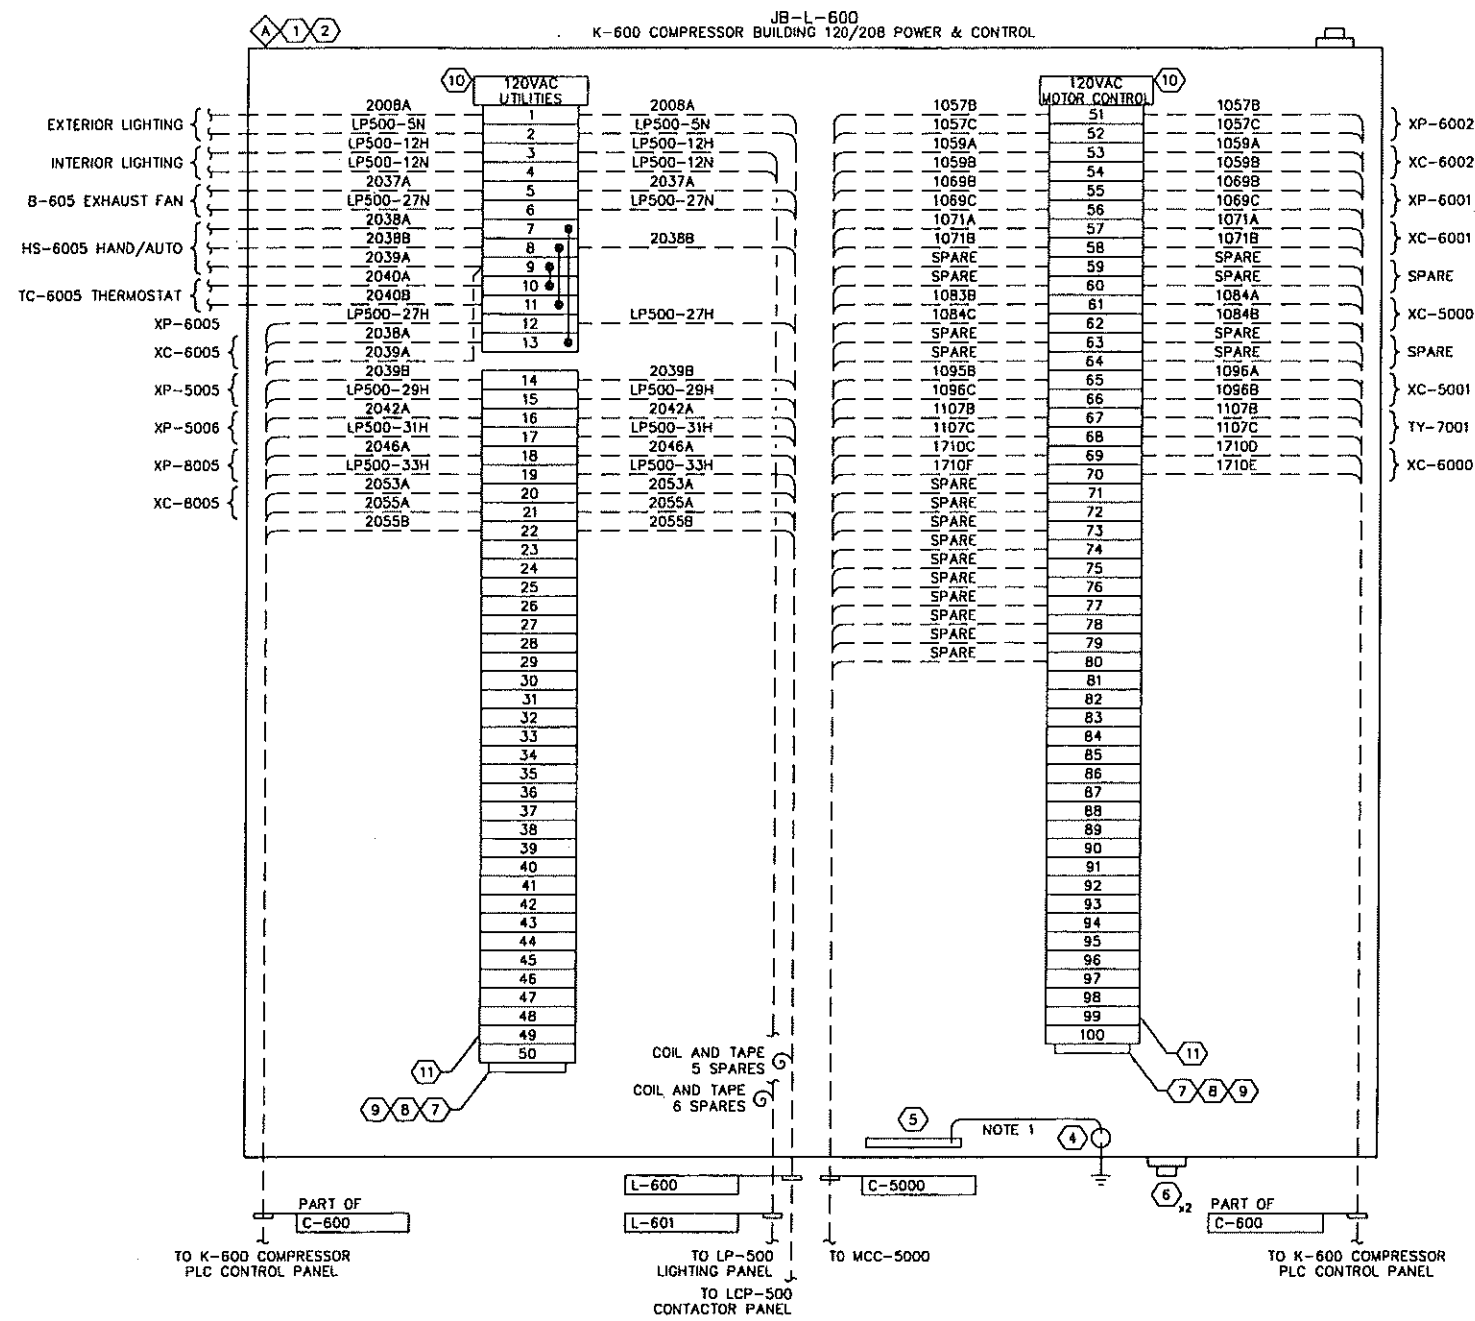 JB-L-600
K-600 COMPRESSOR BUILDING 120/208 POWER & CONTROL
A 1 2
10 120VAC UTILITIES
120VAC MOTOR CONTROL 10
EXTERIOR LIGHTING
2008A 1 2008A
LP500-5N 2 LP500-5N
INTERIOR LIGHTING
LP500-12H 3 LP500-12H
LP500-12N 4 LP500-12N
B-605 EXHAUST FAN
2037A 5 2037A
LP500-27N 6 LP500-27N
HS-6005 HAND/AUTO
2038A 7
2038B 8 2038B
2039A 9
TC-6005 THERMOSTAT
2040A 10
2040B 11
XP-6005
LP500-27H 12 LP500-27H
XC-6005
2038A 13
2039A
XP-5005
2039B 14 2039B
LP500-29H 15 LP500-29H
XP-5006
2042A 16 2042A
LP500-31H 17 LP500-31H
XP-8005
2046A 18 2046A
LP500-33H 19 LP500-33H
XC-8005
2053A 20 2053A
2055A 21 2055A
2055B 22 2055B
23
24
25
26
27
28
29
30
31
32
33
34
35
36
37
38
39
40
41
42
43
44
45
46
47
48
49
50
11
9 8 7
1057B 51 1057B
1057C 52 1057C
XP-6002
1059A 53 1059A
1059B 54 1059B
XC-6002
1069B 55 1069B
1069C 56 1069C
XP-6001
1071A 57 1071A
1071B 58 1071B
XC-6001
SPARE 59 SPARE
SPARE 60 SPARE
SPARE
1083B 61 1084A
1084C 62 1084B
XC-5000
SPARE 63 SPARE
SPARE 64 SPARE
SPARE
1095B 65 1096A
1096C 66 1096B
XC-5001
1107B 67 1107B
1107C 68 1107C
TY-7001
1710C 69 1710D
1710F 70 1710E
XC-6000
SPARE 71
SPARE 72
SPARE 73
SPARE 74
SPARE 75
SPARE 76
SPARE 77
SPARE 78
SPARE 79
SPARE 80
81
82
83
84
85
86
87
88
89
90
91
92
93
94
95
96
97
98
99
100
11
7 8 9
COIL AND TAPE
5 SPARES
COIL AND TAPE
6 SPARES
5
NOTE 1
4
6 x2
L-600
C-5000
PART OF
C-600
L-601
PART OF
C-600
TO K-600 COMPRESSOR
PLC CONTROL PANEL
TO LP-500
LIGHTING PANEL
TO MCC-5000
TO K-600 COMPRESSOR
PLC CONTROL PANEL
TO LCP-500
CONTACTOR PANEL